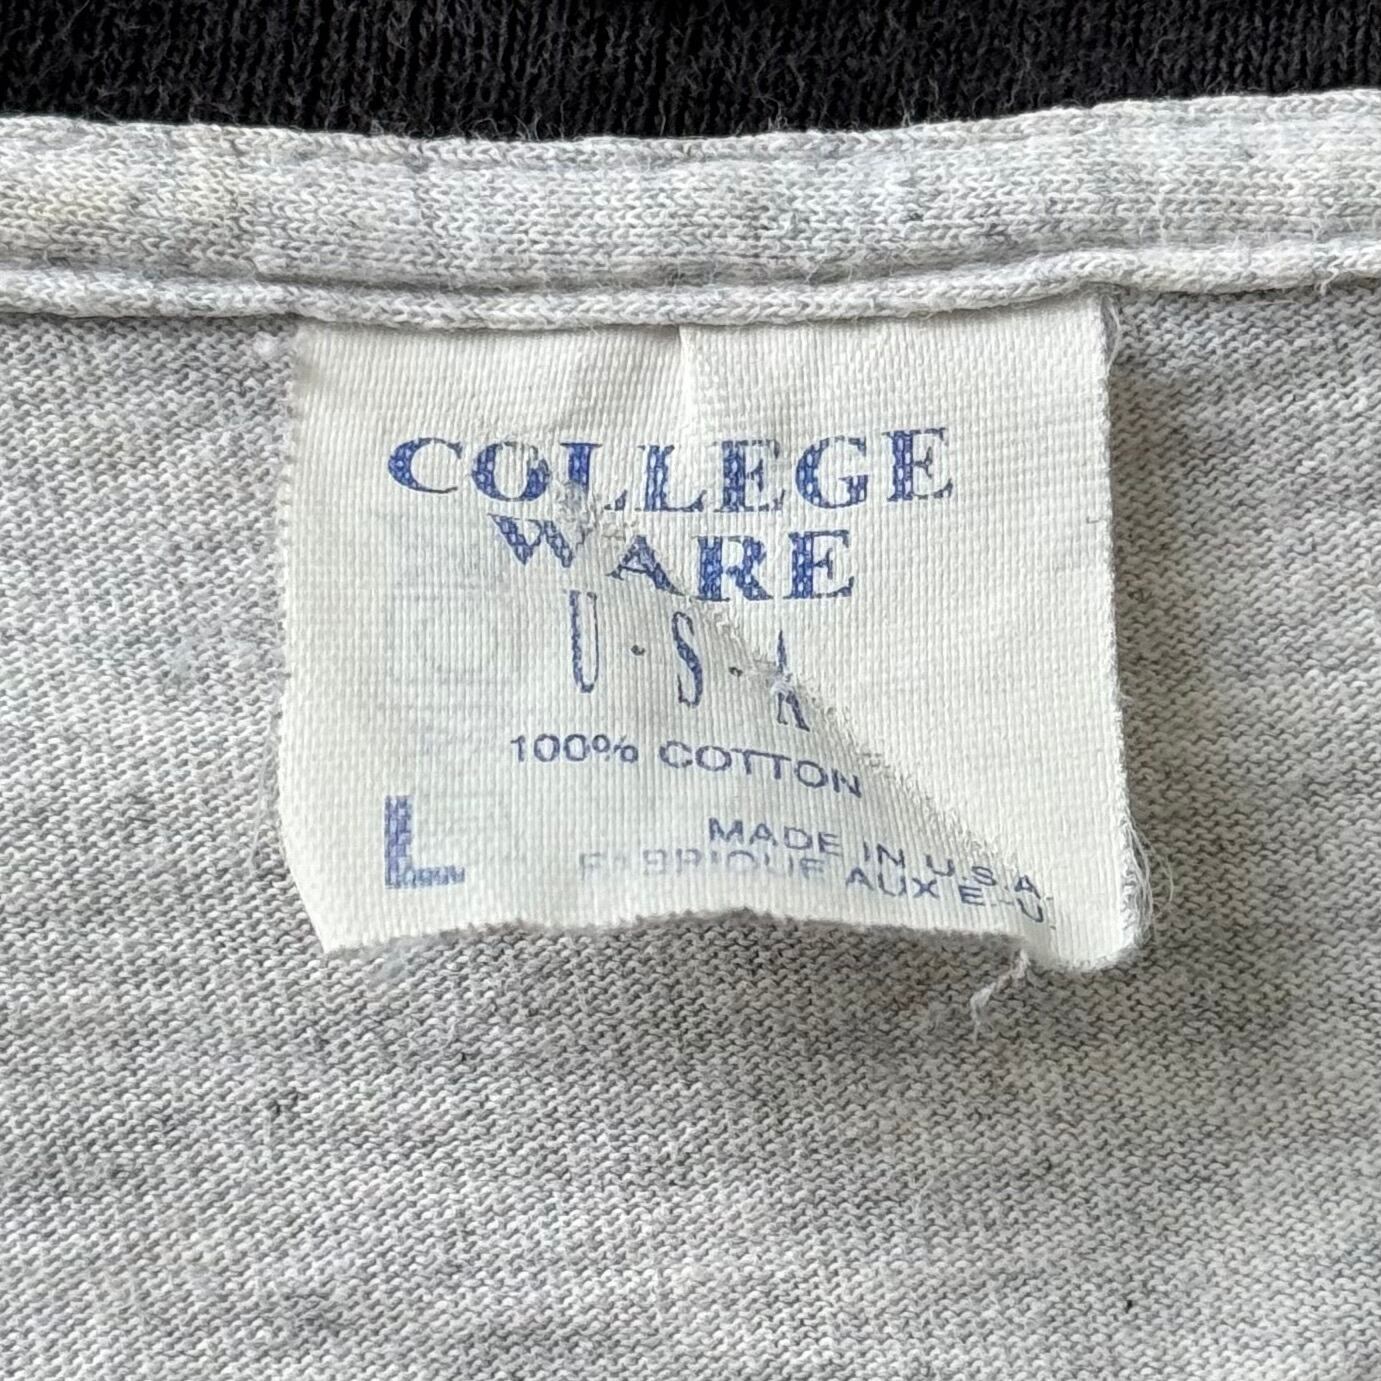 COLLEGE
WARE
U·S·A
100% COTTON
L
MADE IN U.S.A.
FABRIQUE AUX E.-U